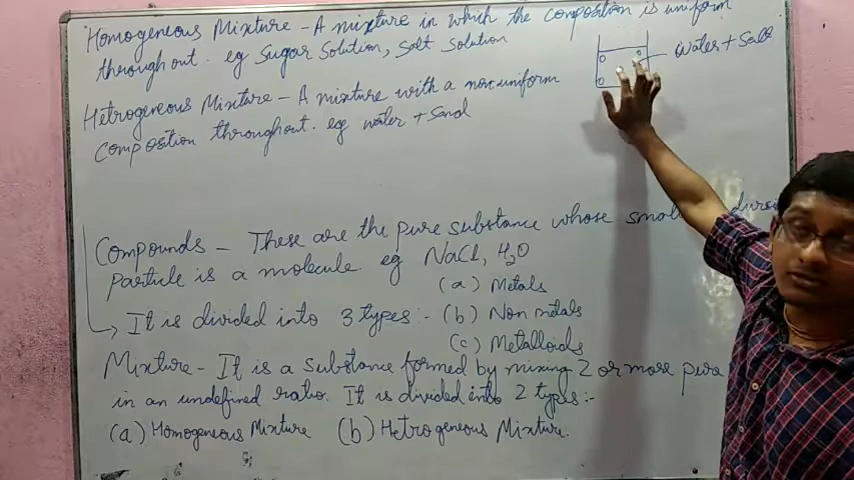 Homogeneous Mixture - A mixture in which the composition is uniform
throughout. eg Sugar Solution, Salt Solution
Water + Salt
Hetrogeneous Mixture - A mixture with a non uniform
Composition throughout. eg water + Sand
Compounds - These are the pure substance whose
Particle is a molecule. eg NaCl, H2O
(a) Metals
It is divided into 3 types:- (b) Non metals
(c) Metalloids
Mixture - It is a substance formed by mixing 2 or more pure
in an undefined ratio. It is divided into 2 types:-
(a) Homogeneous Mixture (b) Hetrogeneous Mixture.